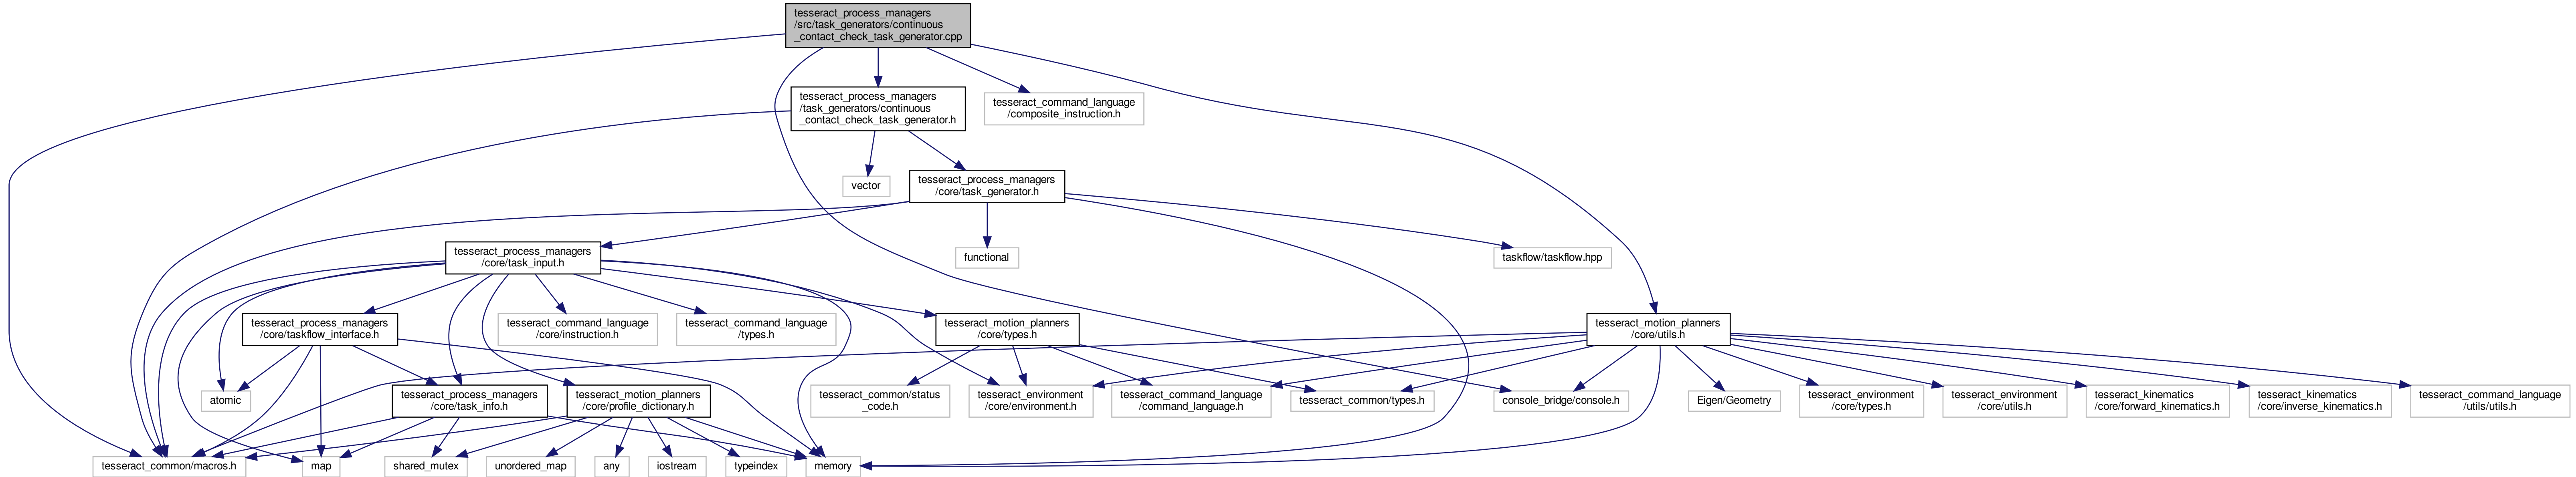 tesseract_process_managers
/src/task_generators/continuous
_contact_check_task_generator.cpp
tesseract_process_managers
/task_generators/continuous
_contact_check_task_generator.h
tesseract_command_language
/composite_instruction.h
vector
tesseract_process_managers
/core/task_generator.h
tesseract_process_managers
/core/task_input.h
functional
taskflow/taskflow.hpp
tesseract_process_managers
/core/taskflow_interface.h
tesseract_command_language
/core/instruction.h
tesseract_command_language
/types.h
tesseract_motion_planners
/core/types.h
tesseract_motion_planners
/core/utils.h
atomic
tesseract_process_managers
/core/task_info.h
tesseract_motion_planners
/core/profile_dictionary.h
tesseract_common/status
_code.h
tesseract_environment
/core/environment.h
tesseract_command_language
/command_language.h
tesseract_common/types.h
console_bridge/console.h
Eigen/Geometry
tesseract_environment
/core/types.h
tesseract_environment
/core/utils.h
tesseract_kinematics
/core/forward_kinematics.h
tesseract_kinematics
/core/inverse_kinematics.h
tesseract_command_language
/utils/utils.h
tesseract_common/macros.h
map
shared_mutex
unordered_map
any
iostream
typeindex
memory